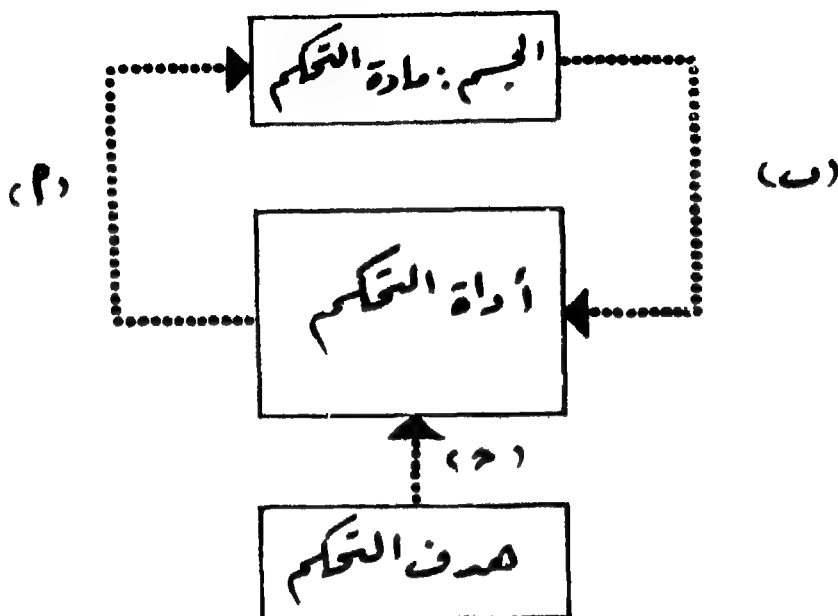 الجسم : مادة التحكم
(أ)
(ب)
أداة التحكم
(ج)
هدف التحكم